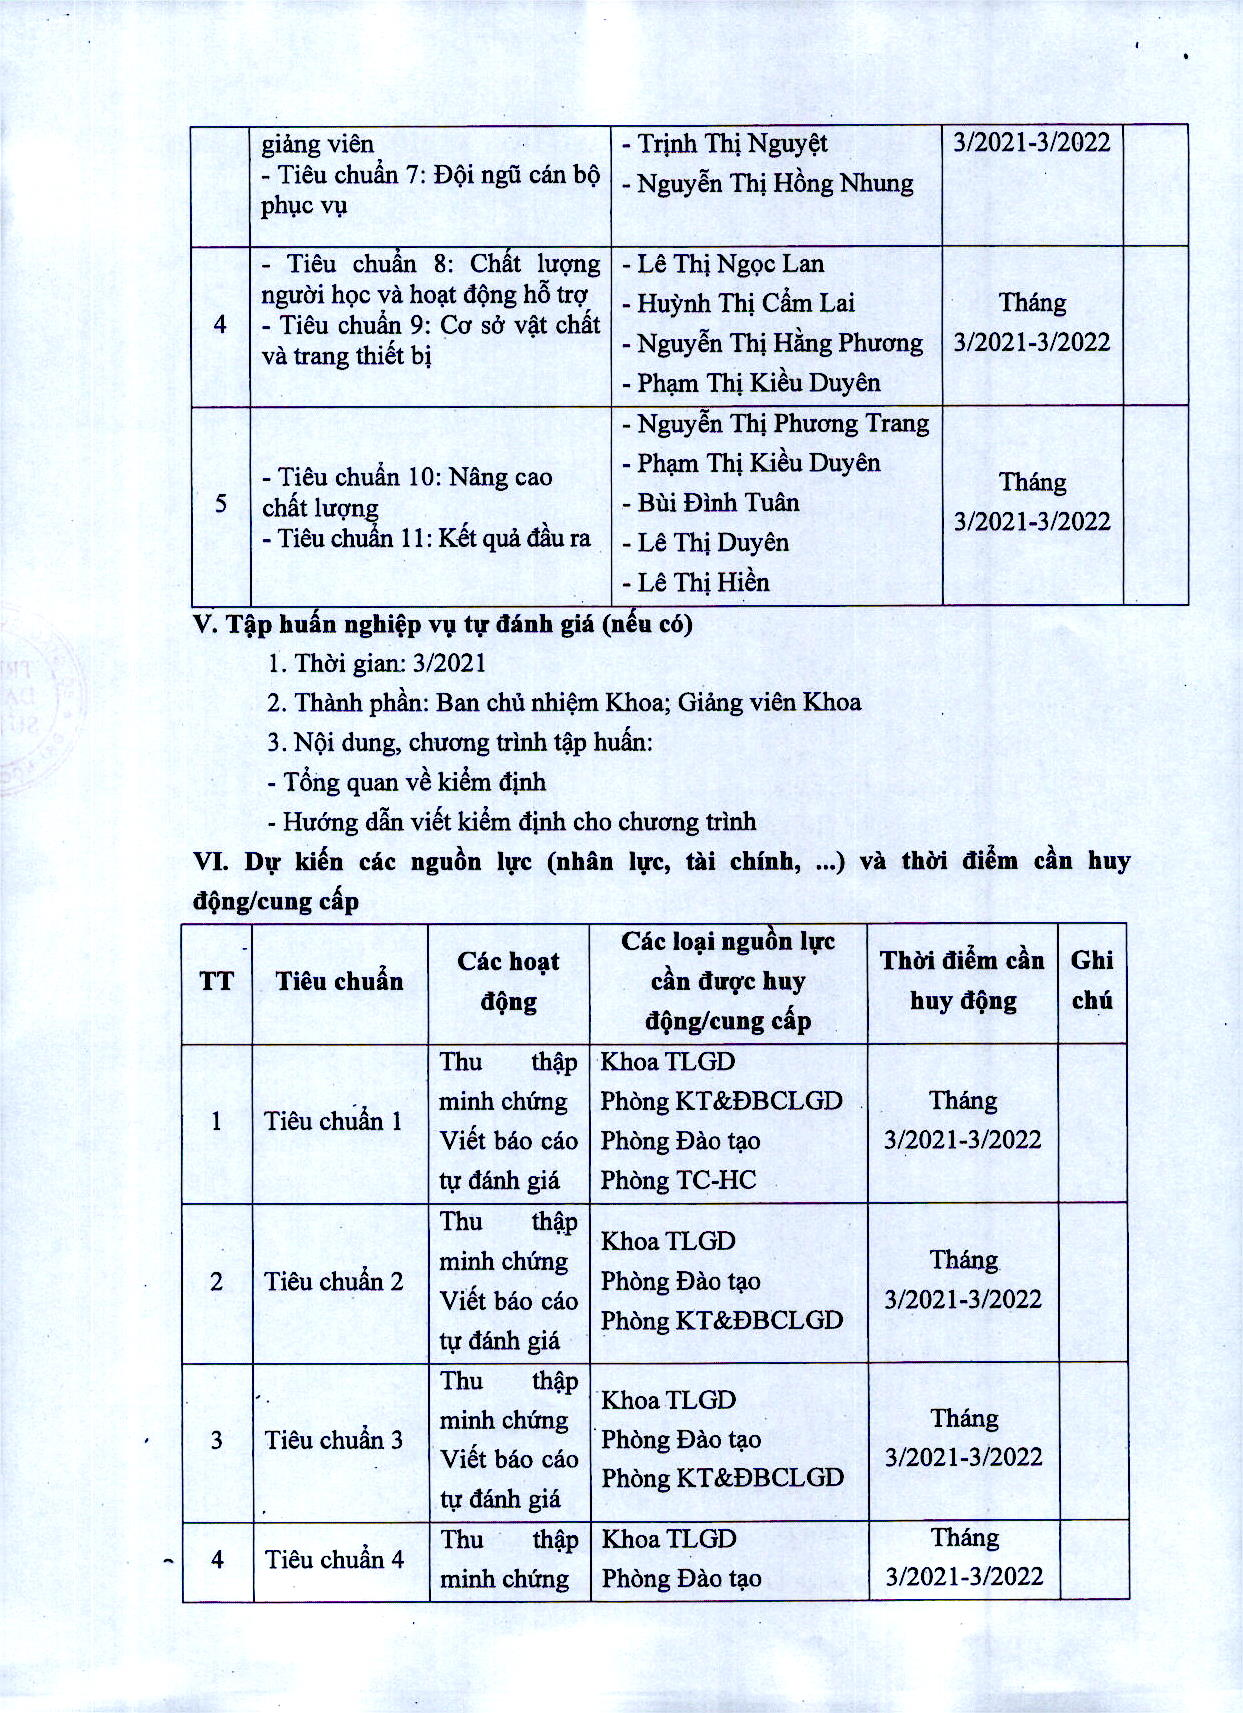 giảng viên
- Tiêu chuẩn 7: Đội ngũ cán bộ
phục vụ
- Trịnh Thị Nguyệt
- Nguyễn Thị Hồng Nhung
3/2021-3/2022
4
- Tiêu chuẩn 8: Chất lượng
người học và hoạt động hỗ trợ
- Tiêu chuẩn 9: Cơ sở vật chất
và trang thiết bị
- Lê Thị Ngọc Lan
- Huỳnh Thị Cẩm Lai
- Nguyễn Thị Hằng Phương
- Phạm Thị Kiều Duyên
Tháng
3/2021-3/2022
5
- Tiêu chuẩn 10: Nâng cao
chất lượng
- Tiêu chuẩn 11: Kết quả đầu ra
- Nguyễn Thị Phương Trang
- Phạm Thị Kiều Duyên
- Bùi Đình Tuân
- Lê Thị Duyên
- Lê Thị Hiền
Tháng
3/2021-3/2022
V. Tập huấn nghiệp vụ tự đánh giá (nếu có)
1. Thời gian: 3/2021
2. Thành phần: Ban chủ nhiệm Khoa; Giảng viên Khoa
3. Nội dung, chương trình tập huấn:
- Tổng quan về kiểm định
- Hướng dẫn viết kiểm định cho chương trình
VI. Dự kiến các nguồn lực (nhân lực, tài chính, ...) và thời điểm cần huy
động/cung cấp
TT
Tiêu chuẩn
Các hoạt
động
Các loại nguồn lực
cần được huy
động/cung cấp
Thời điểm cần
huy động
Ghi
chú
1
Tiêu chuẩn 1
Thu thập
minh chứng
Viết báo cáo
tự đánh giá
Khoa TLGD
Phòng KT&ĐBCLGD
Phòng Đào tạo
Phòng TC-HC
Tháng
3/2021-3/2022
2
Tiêu chuẩn 2
Thu thập
minh chứng
Viết báo cáo
tự đánh giá
Khoa TLGD
Phòng Đào tạo
Phòng KT&ĐBCLGD
Tháng
3/2021-3/2022
3
Tiêu chuẩn 3
Thu thập
minh chứng
Viết báo cáo
tự đánh giá
Khoa TLGD
Phòng Đào tạo
Phòng KT&ĐBCLGD
Tháng
3/2021-3/2022
4
Tiêu chuẩn 4
Thu thập
minh chứng
Khoa TLGD
Phòng Đào tạo
Tháng
3/2021-3/2022